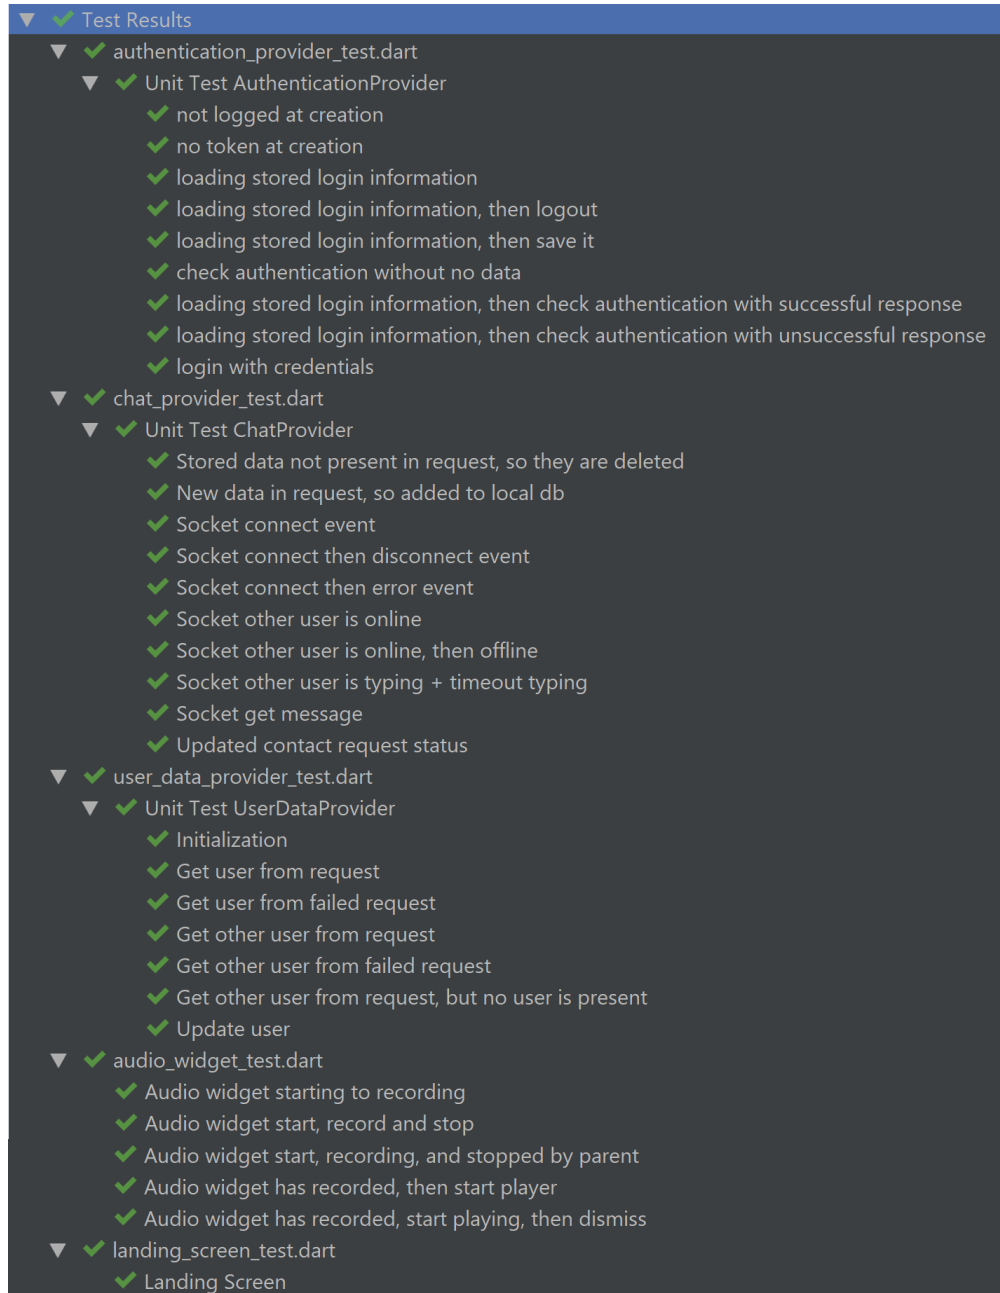 Test Results
authentication_provider_test.dart
Unit Test AuthenticationProvider
not logged at creation
no token at creation
loading stored login information
loading stored login information, then logout
loading stored login information, then save it
check authentication without no data
loading stored login information, then check authentication with successful response
loading stored login information, then check authentication with unsuccessful response
login with credentials
chat_provider_test.dart
Unit Test ChatProvider
Stored data not present in request, so they are deleted
New data in request, so added to local db
Socket connect event
Socket connect then disconnect event
Socket connect then error event
Socket other user is online
Socket other user is online, then offline
Socket other user is typing + timeout typing
Socket get message
Updated contact request status
user_data_provider_test.dart
Unit Test UserDataProvider
Initialization
Get user from request
Get user from failed request
Get other user from request
Get other user from failed request
Get other user from request, but no user is present
Update user
audio_widget_test.dart
Audio widget starting to recording
Audio widget start, record and stop
Audio widget start, recording, and stopped by parent
Audio widget has recorded, then start player
Audio widget has recorded, start playing, then dismiss
landing_screen_test.dart
Landing Screen